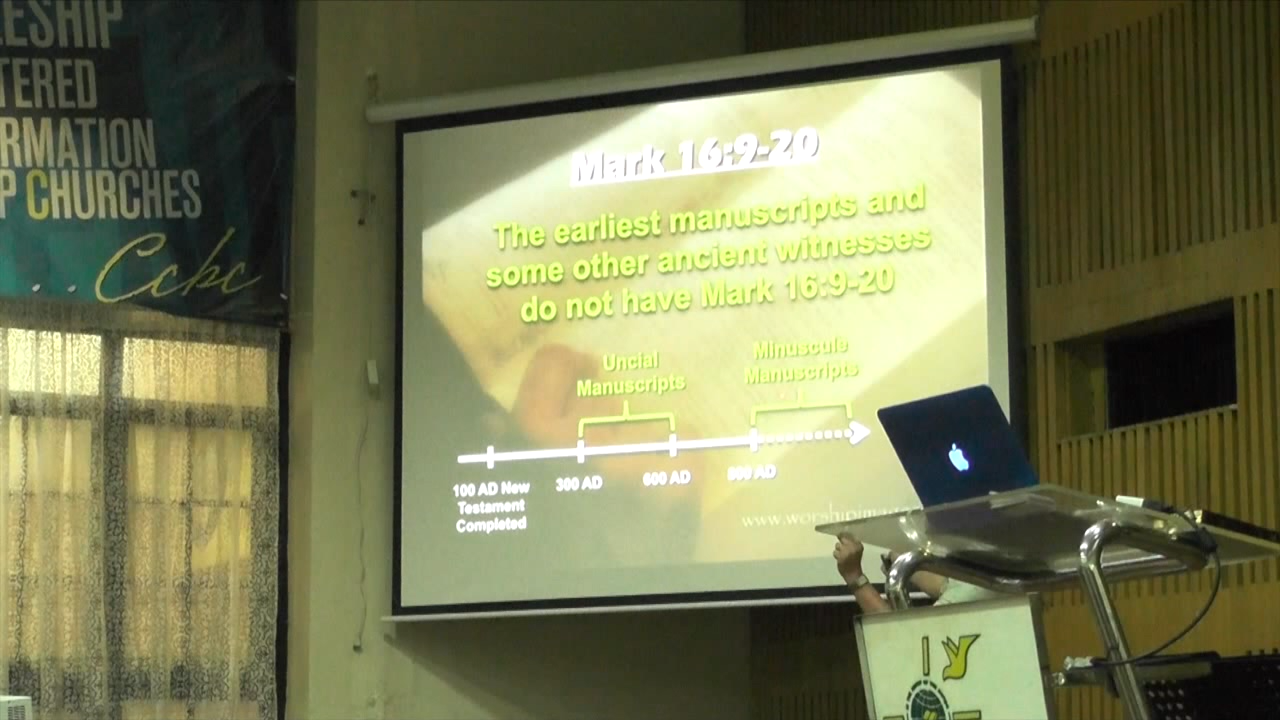 ESHIP
TERED
RMATION
P CHURCHES
. . Ccbc
Mark 16:9-20
The earliest manuscripts and
some other ancient witnesses
do not have Mark 16:9-20
Uncial
Manuscripts
Minuscule
Manuscripts
100 AD New
Testament
Completed
300 AD
600 AD
800 AD
www.worshipima